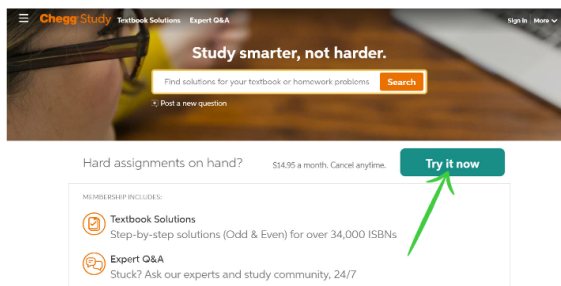 Chegg Study Textbook Solutions Expert Q&A Sign In More
Study smarter, not harder.
Find solutions for your textbook or homework problems Search
Post a new question
Hard assignments on hand? $14.95 a month. Cancel anytime. Try it now
MEMBERSHIP INCLUDES:
Textbook Solutions
Step-by-step solutions (Odd & Even) for over 34,000 ISBNs
Expert Q&A
Stuck? Ask our experts and study community, 24/7